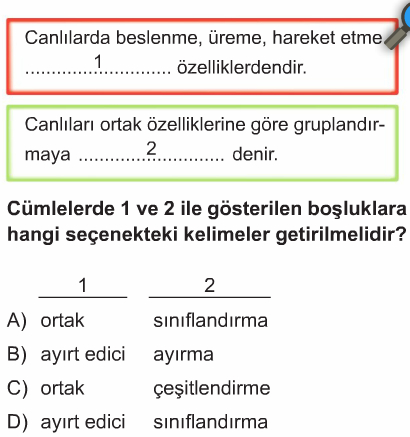 Canlılarda beslenme, üreme, hareket etme
.............1............. özelliklerdendir.
Canlıları ortak özelliklerine göre gruplandır-
maya .............2............. denir.
Cümlelerde 1 ve 2 ile gösterilen boşluklara
hangi seçenekteki kelimeler getirilmelidir?
1 2
A) ortak sınıflandırma
B) ayırt edici ayırma
C) ortak çeşitlendirme
D) ayırt edici sınıflandırma